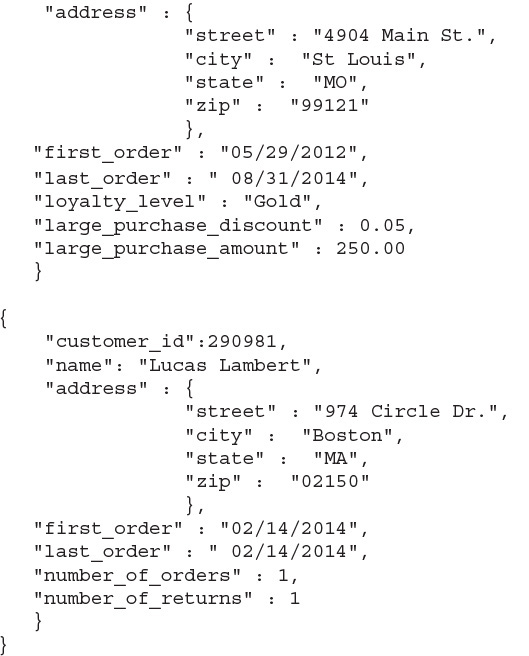 "address" : {
"street" : "4904 Main St.",
"city" : "St Louis",
"state" : "MO",
"zip" : "99121"
},
"first_order" : "05/29/2012",
"last_order" : " 08/31/2014",
"loyalty_level" : "Gold",
"large_purchase_discount" : 0.05,
"large_purchase_amount" : 250.00
}
{
"customer_id":290981,
"name": "Lucas Lambert",
"address" : {
"street" : "974 Circle Dr.",
"city" : "Boston",
"state" : "MA",
"zip" : "02150"
},
"first_order" : "02/14/2014",
"last_order" : " 02/14/2014",
"number_of_orders" : 1,
"number_of_returns" : 1
}
}